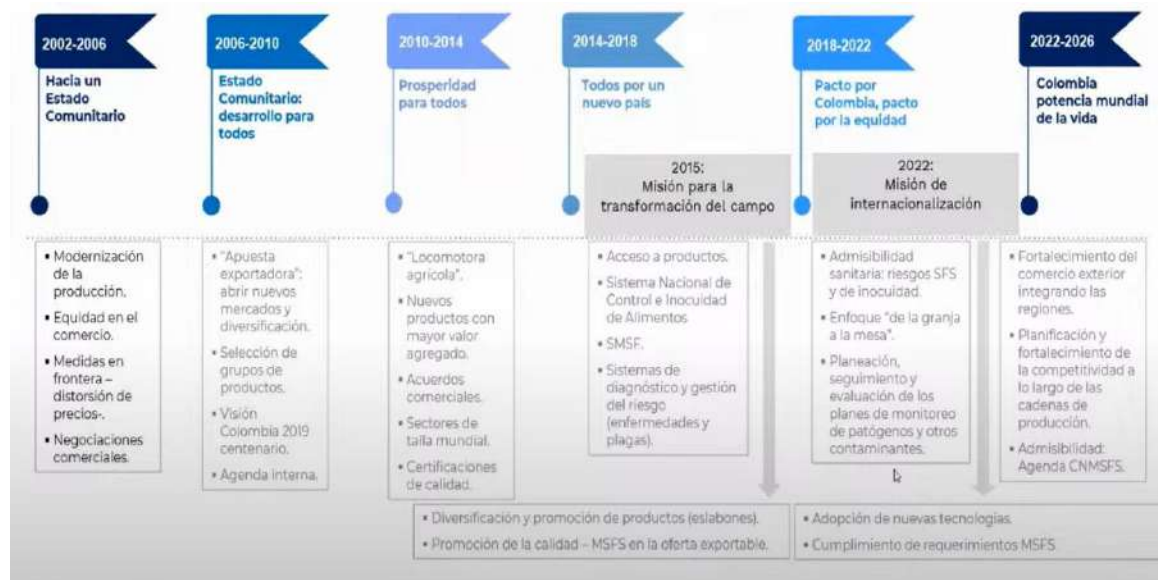 2002-2006
Hacia un
Estado
Comunitario
2006-2010
Estado
Comunitario:
desarrollo para
todos
2010-2014
Prosperidad
para todos
2014-2018
Todos por un
nuevo país
2018-2022
Pacto por
Colombia, pacto
por la equidad
2022-2026
Colombia
potencia mundial
de la vida
2015:
Misión para la
transformación del campo
2022:
Misión de
internacionalización
▪ Modernización
de la
producción.
▪ Equidad en el
comercio.
▪ Medidas en
frontera –
distorsión de
precios-.
▪ Negociaciones
comerciales.
▪ "Apuesta
exportadora":
abrir nuevos
mercados y
diversificación.
▪ Selección de
grupos de
productos.
▪ Visión
Colombia 2019
centenario.
▪ Agenda interna.
▪ "Locomotora
agrícola".
▪ Nuevos
productos con
mayor valor
agregado.
▪ Acuerdos
comerciales.
▪ Sectores de
talla mundial.
▪ Certificaciones
de calidad.
▪ Acceso a productos.
▪ Sistema Nacional de
Control e Inocuidad
de Alimentos
▪ SMSF.
▪ Sistemas de
diagnóstico y gestión
del riesgo
(enfermedades y
plagas).
▪ Admisibilidad
sanitaria: riesgos SFS
y de inocuidad.
▪ Enfoque "de la granja
a la mesa".
▪ Planeación,
seguimiento y
evaluación de los
planes de monitoreo
de patógenos y otros
contaminantes.
▪ Fortalecimiento del
comercio exterior
integrando las
regiones.
▪ Planificación y
fortalecimiento de
la competitividad a
lo largo de las
cadenas de
producción.
▪ Admisibilidad:
Agenda CNMSFS.
▪ Diversificación y promoción de productos (eslabones).
▪ Promoción de la calidad – MSFS en la oferta exportable.
▪ Adopción de nuevas tecnologías.
▪ Cumplimiento de requerimientos MSFS